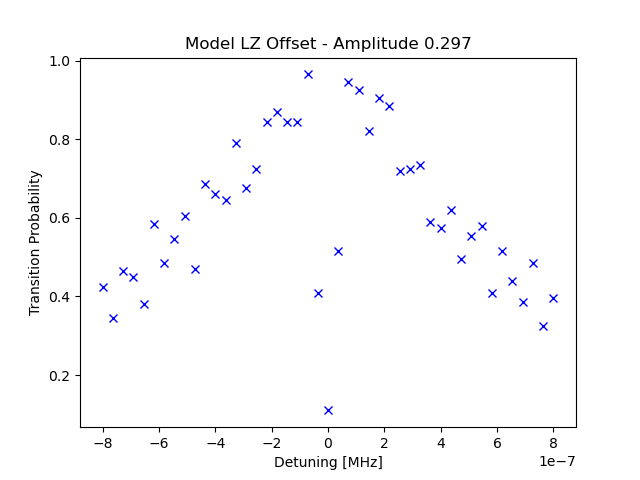 Model LZ Offset - Amplitude 0.297
1.0
0.8
0.6
0.4
0.2
Transition Probability
−8 −6 −4 −2 0 2 4 6 8
1e−7
Detuning [MHz]